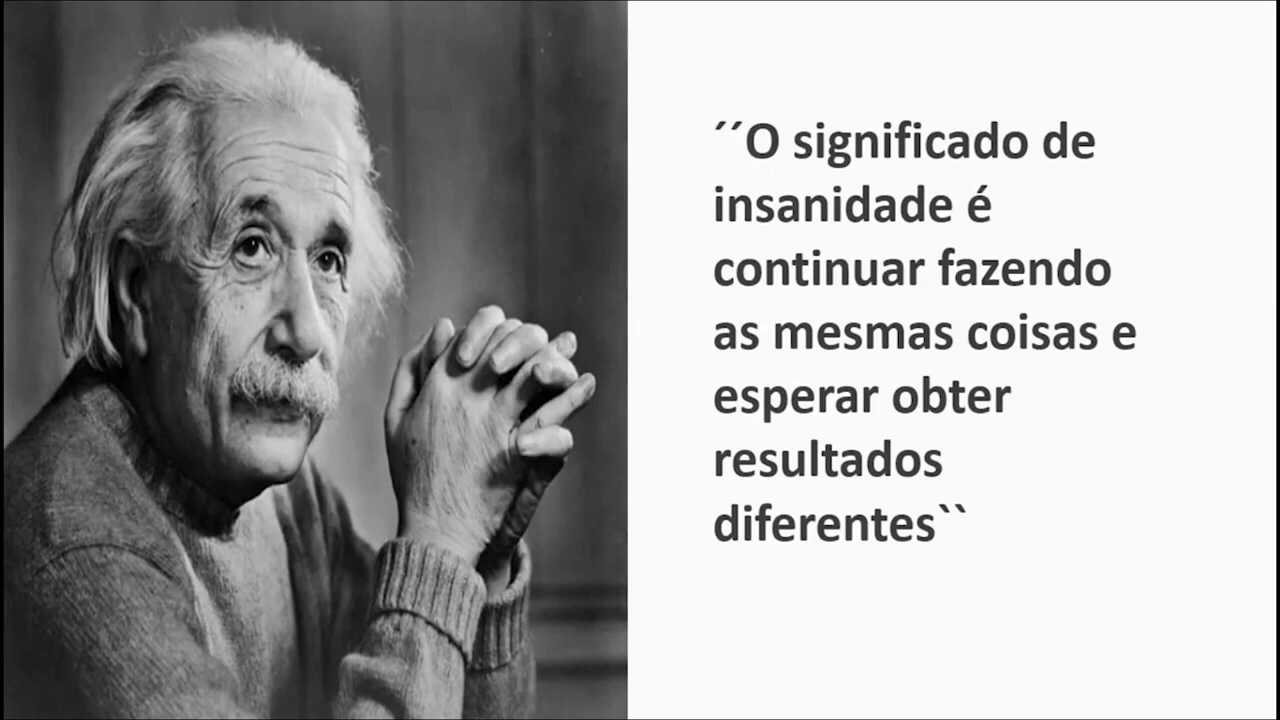 ´´O significado de
insanidade é
continuar fazendo
as mesmas coisas e
esperar obter
resultados
diferentes``